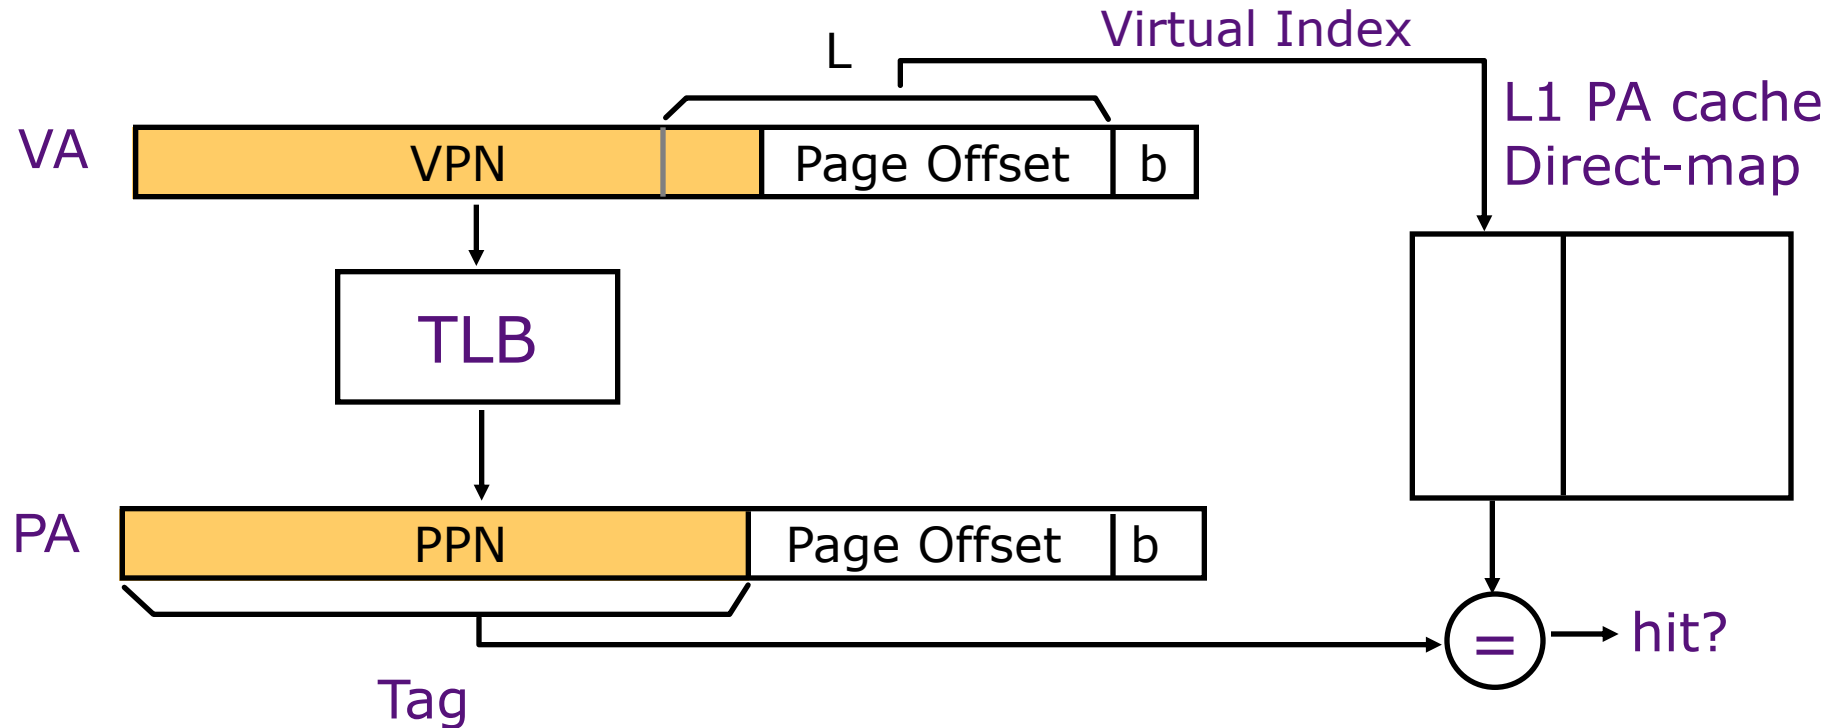 L
Virtual Index
VA
VPN
Page Offset
b
L1 PA cache
Direct-map
TLB
PA
PPN
Page Offset
b
=
hit?
Tag